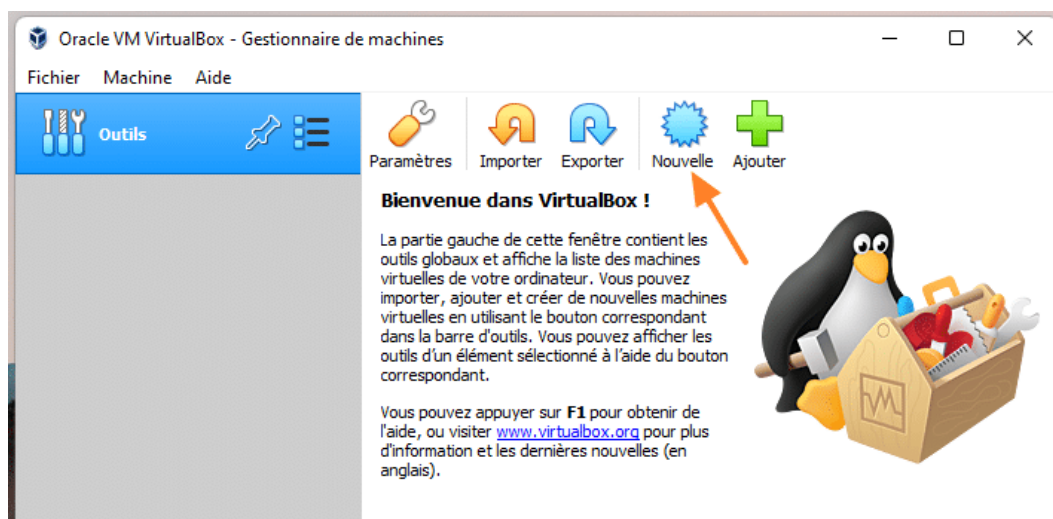 Oracle VM VirtualBox - Gestionnaire de machines
Fichier Machine Aide
Outils
Paramètres Importer Exporter Nouvelle Ajouter
Bienvenue dans VirtualBox !
La partie gauche de cette fenêtre contient les
outils globaux et affiche la liste des machines
virtuelles de votre ordinateur. Vous pouvez
importer, ajouter et créer de nouvelles machines
virtuelles en utilisant le bouton correspondant
dans la barre d'outils. Vous pouvez afficher les
outils d’un élément sélectionné à l’aide du bouton
correspondant.
Vous pouvez appuyer sur F1 pour obtenir de
l'aide, ou visiter www.virtualbox.org pour plus
d'information et les dernières nouvelles (en
anglais).